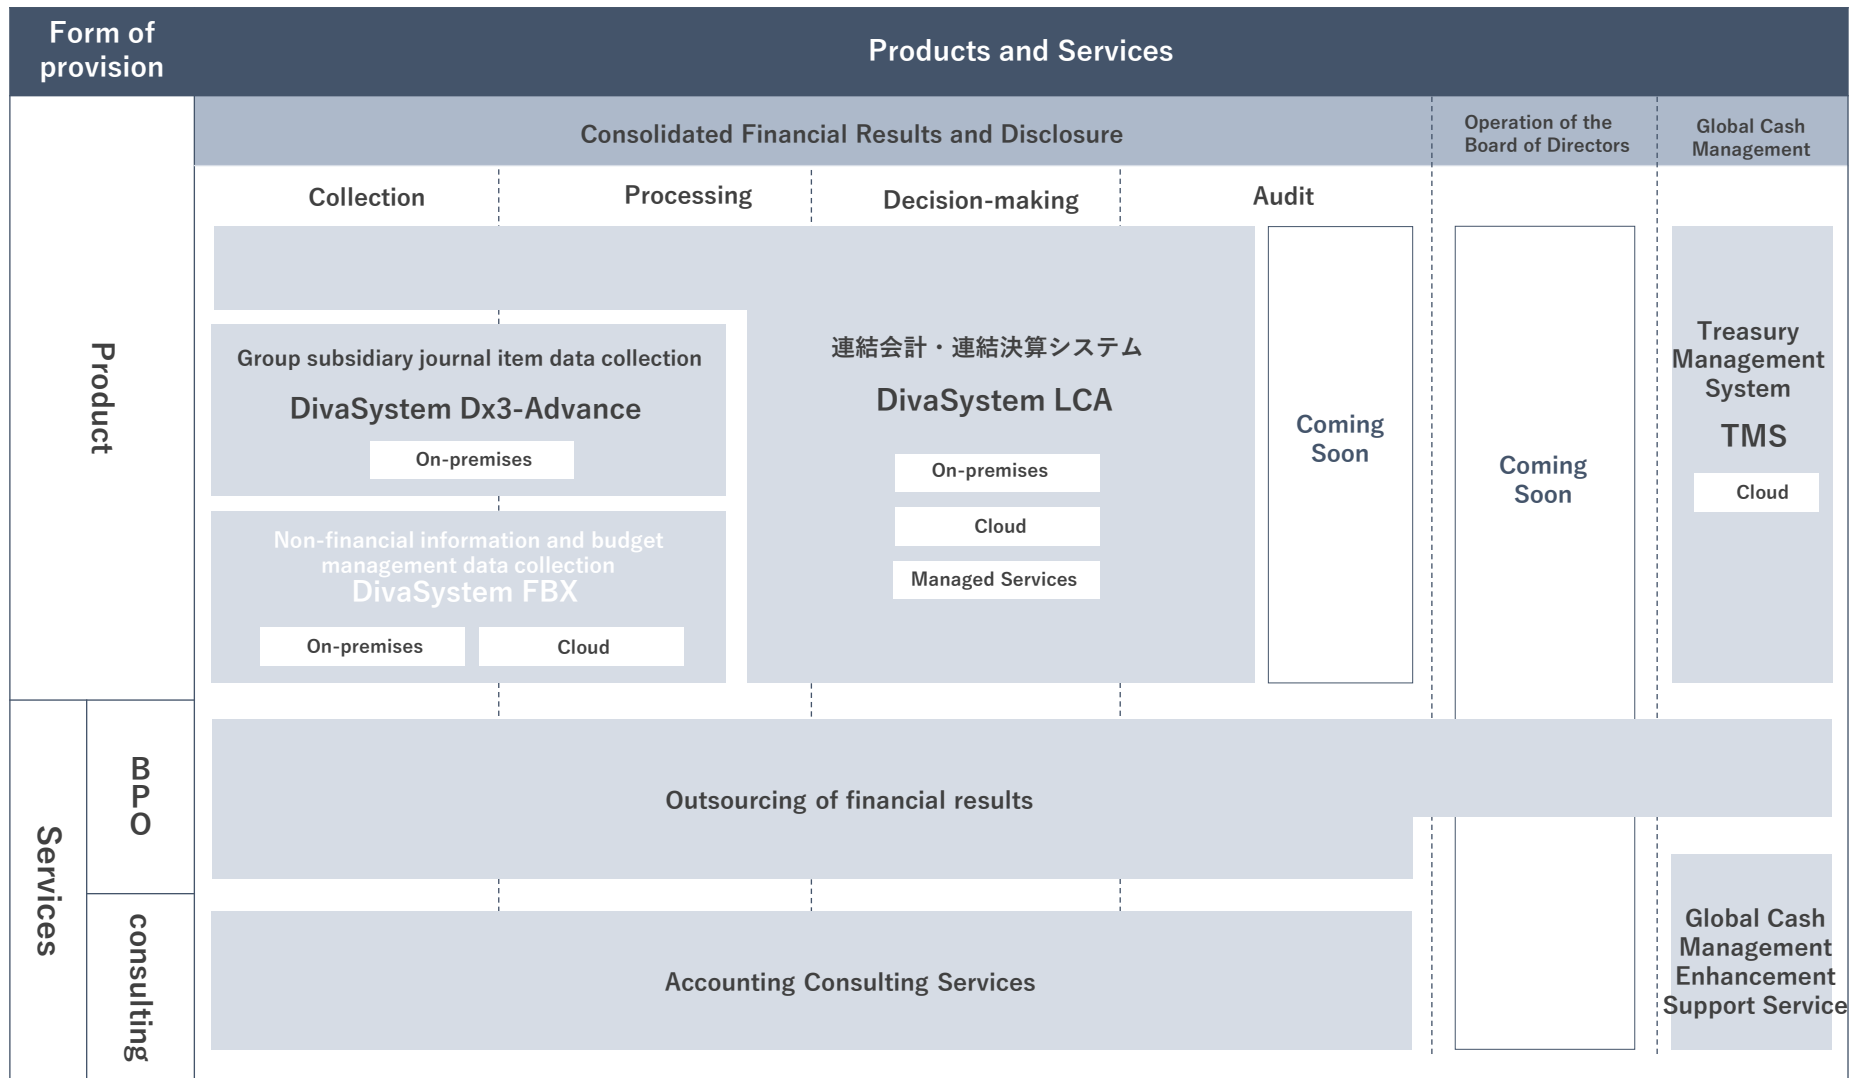 Form of
provision
Products and Services
Consolidated Financial Results and Disclosure
Operation of the
Board of Directors
Global Cash
Management
Collection
Processing
Decision-making
Audit
Product
Group subsidiary journal item data collection
DivaSystem Dx3-Advance
On-premises
Non-financial information and budget
management data collection
DivaSystem FBX
On-premises
Cloud
連結会計・連結決算システム
DivaSystem LCA
On-premises
Cloud
Managed Services
Coming
Soon
Coming
Soon
Treasury
Management
System
TMS
Cloud
Services
BPO
Outsourcing of financial results
consulting
Accounting Consulting Services
Global Cash
Management
Enhancement
Support Service